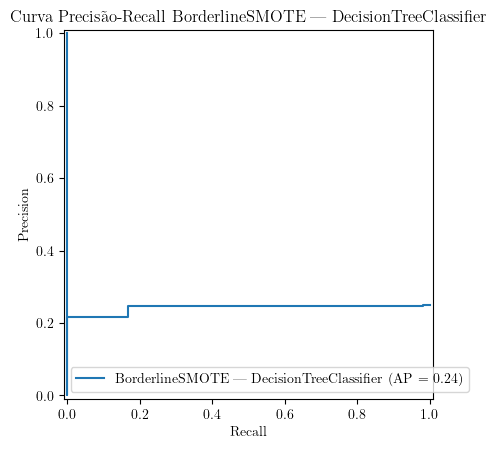 Curva Precisão-Recall BorderlineSMOTE — DecisionTreeClassifier
1.0
0.8
0.6
0.4
0.2
0.0
Precision
BorderlineSMOTE — DecisionTreeClassifier (AP = 0.24)
0.0 0.2 0.4 0.6 0.8 1.0
Recall